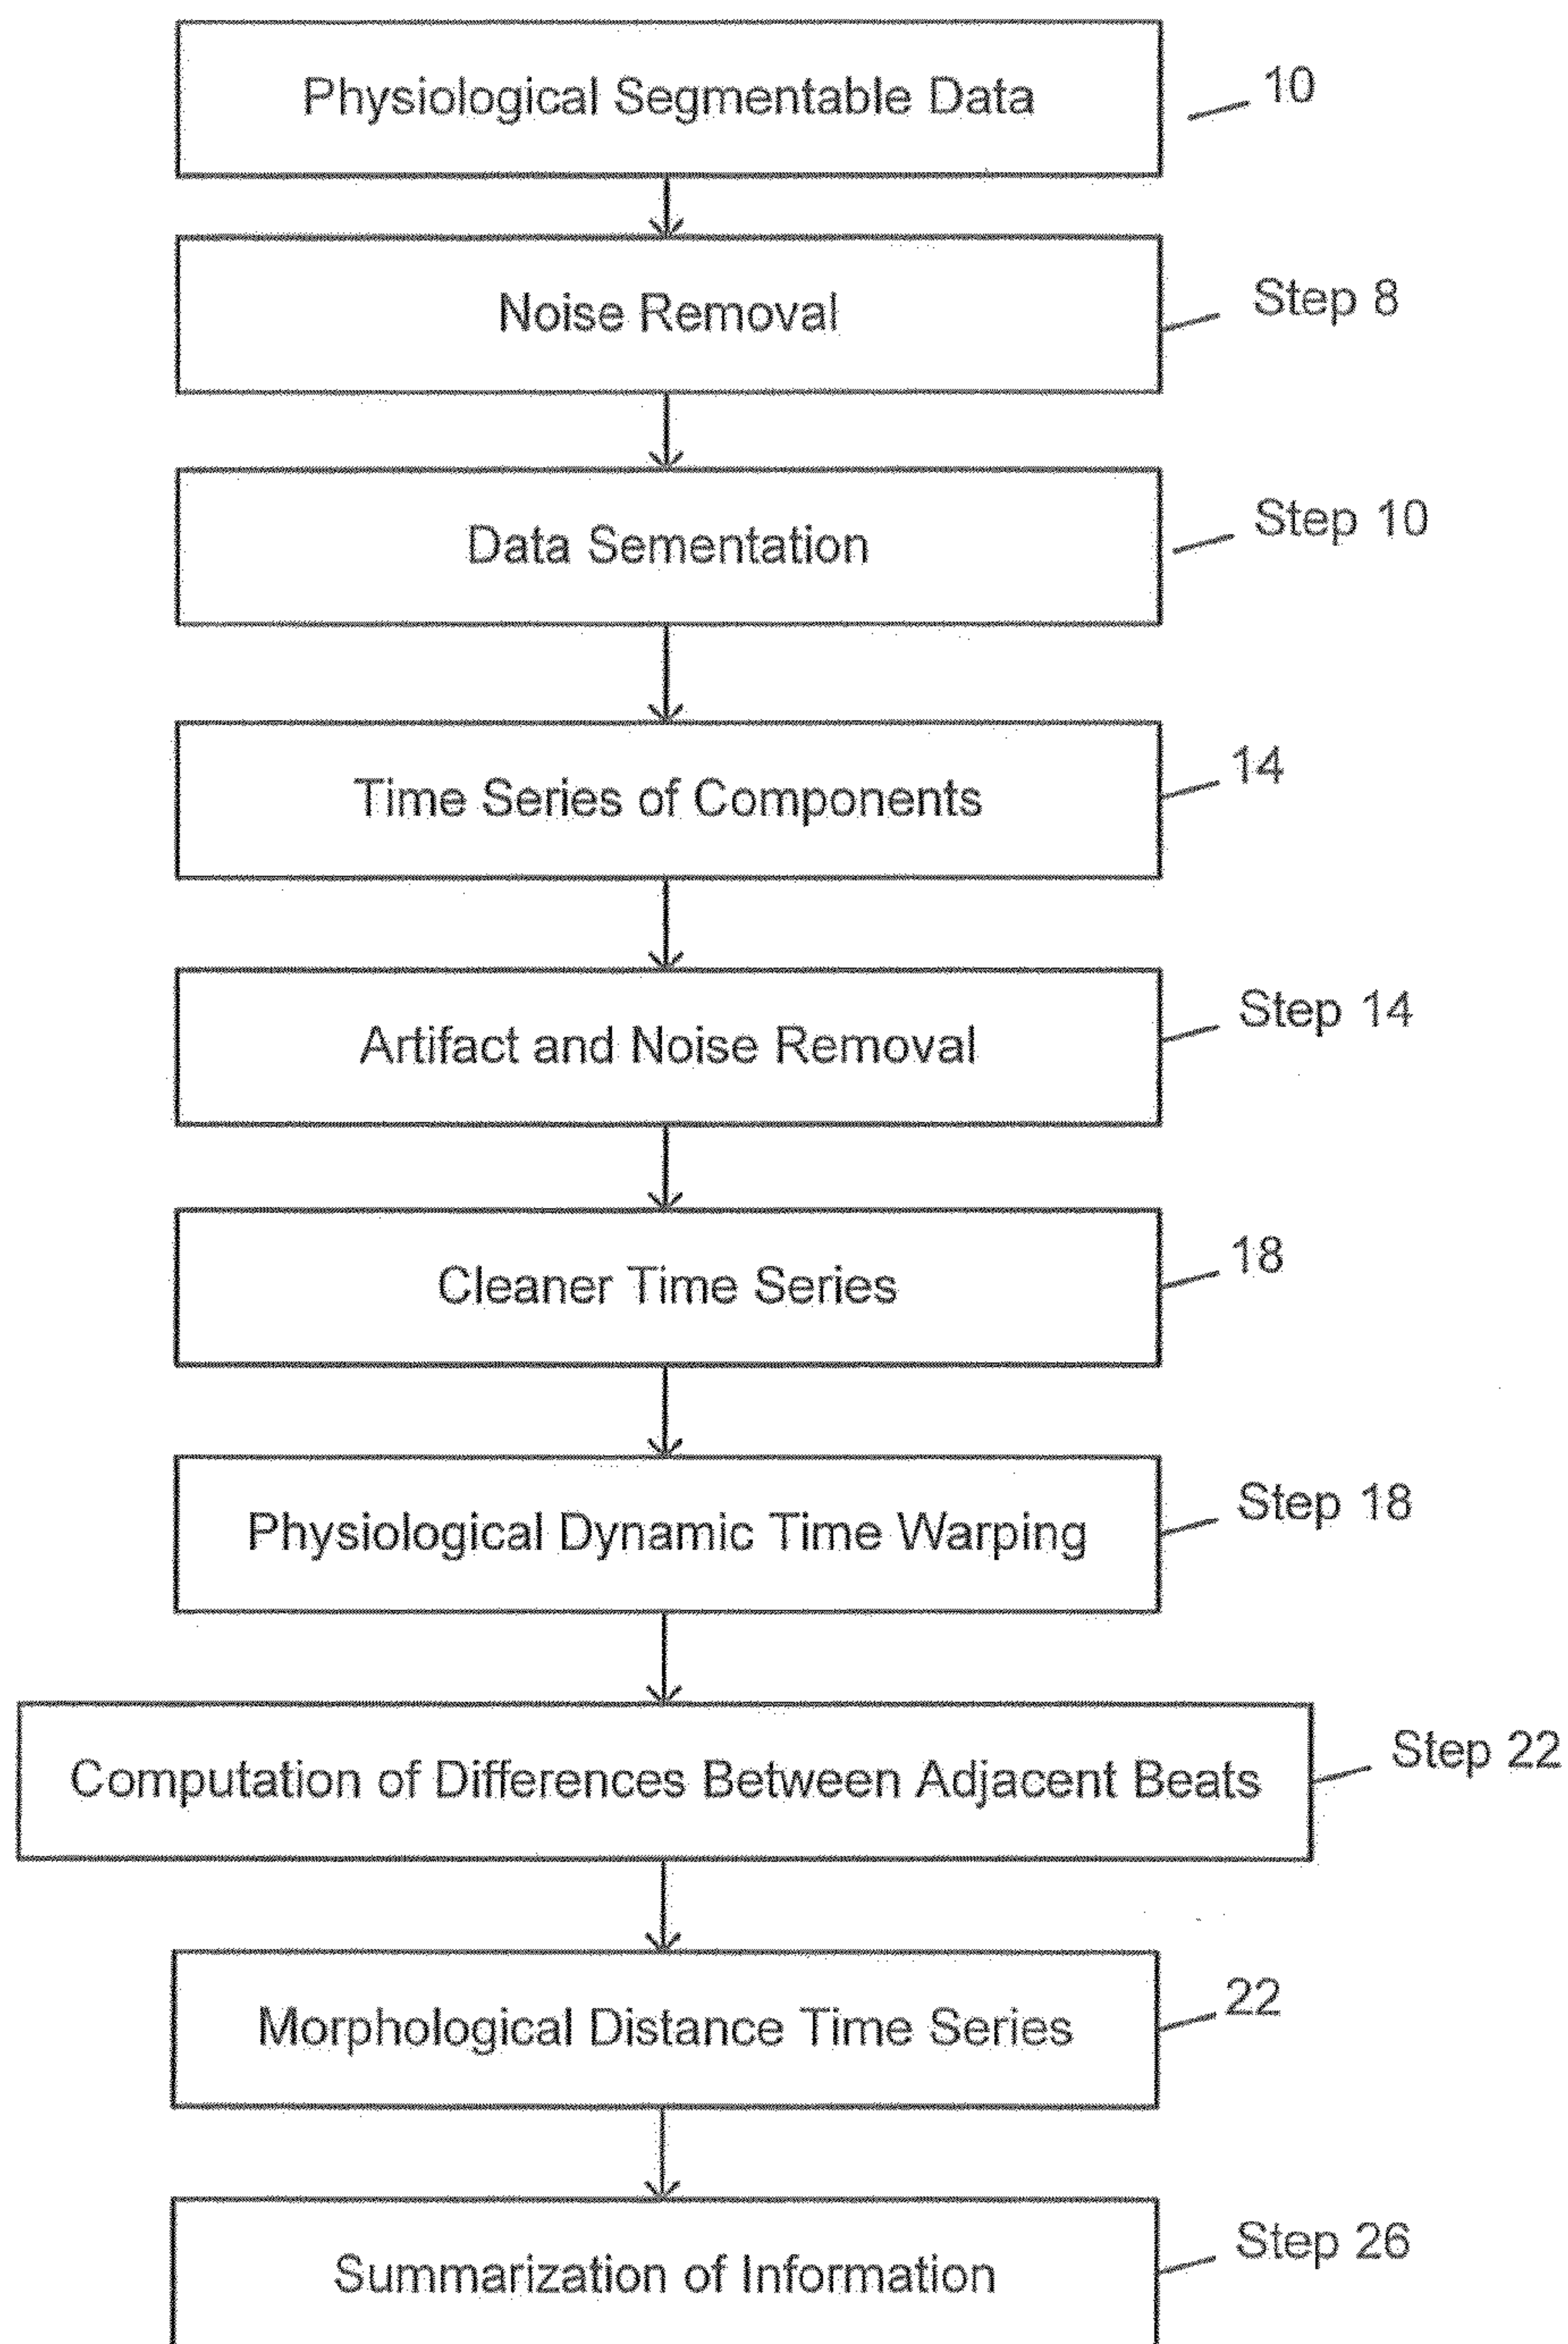 Physiological Segmentable Data
10
Noise Removal
Step 8
Data Sementation
Step 10
Time Series of Components
14
Artifact and Noise Removal
Step 14
Cleaner Time Series
18
Physiological Dynamic Time Warping
Step 18
Computation of Differences Between Adjacent Beats
Step 22
Morphological Distance Time Series
22
Summarization of Information
Step 26